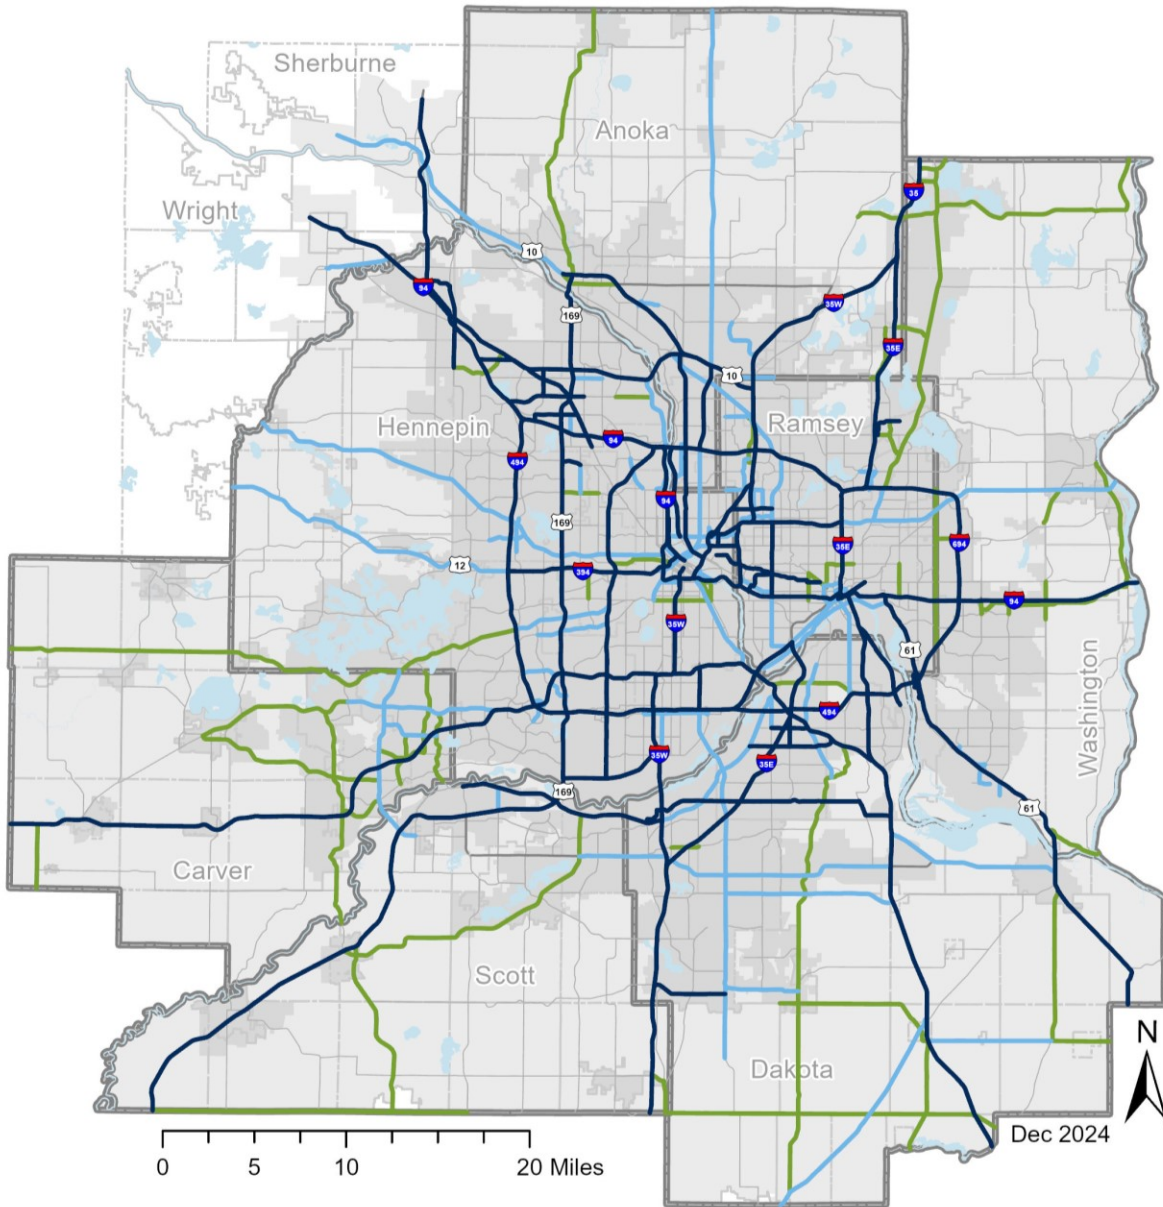 Sherburne
Anoka
35
Wright
10
94
35W
169
35E
10
Hennepin
Ramsey
94
494
94
169
35E
694
12
394
94
35W
61
Washington
494
35W
35E
169
61
Carver
Scott
N
Dakota
Dec 2024
0 5 10 20 Miles